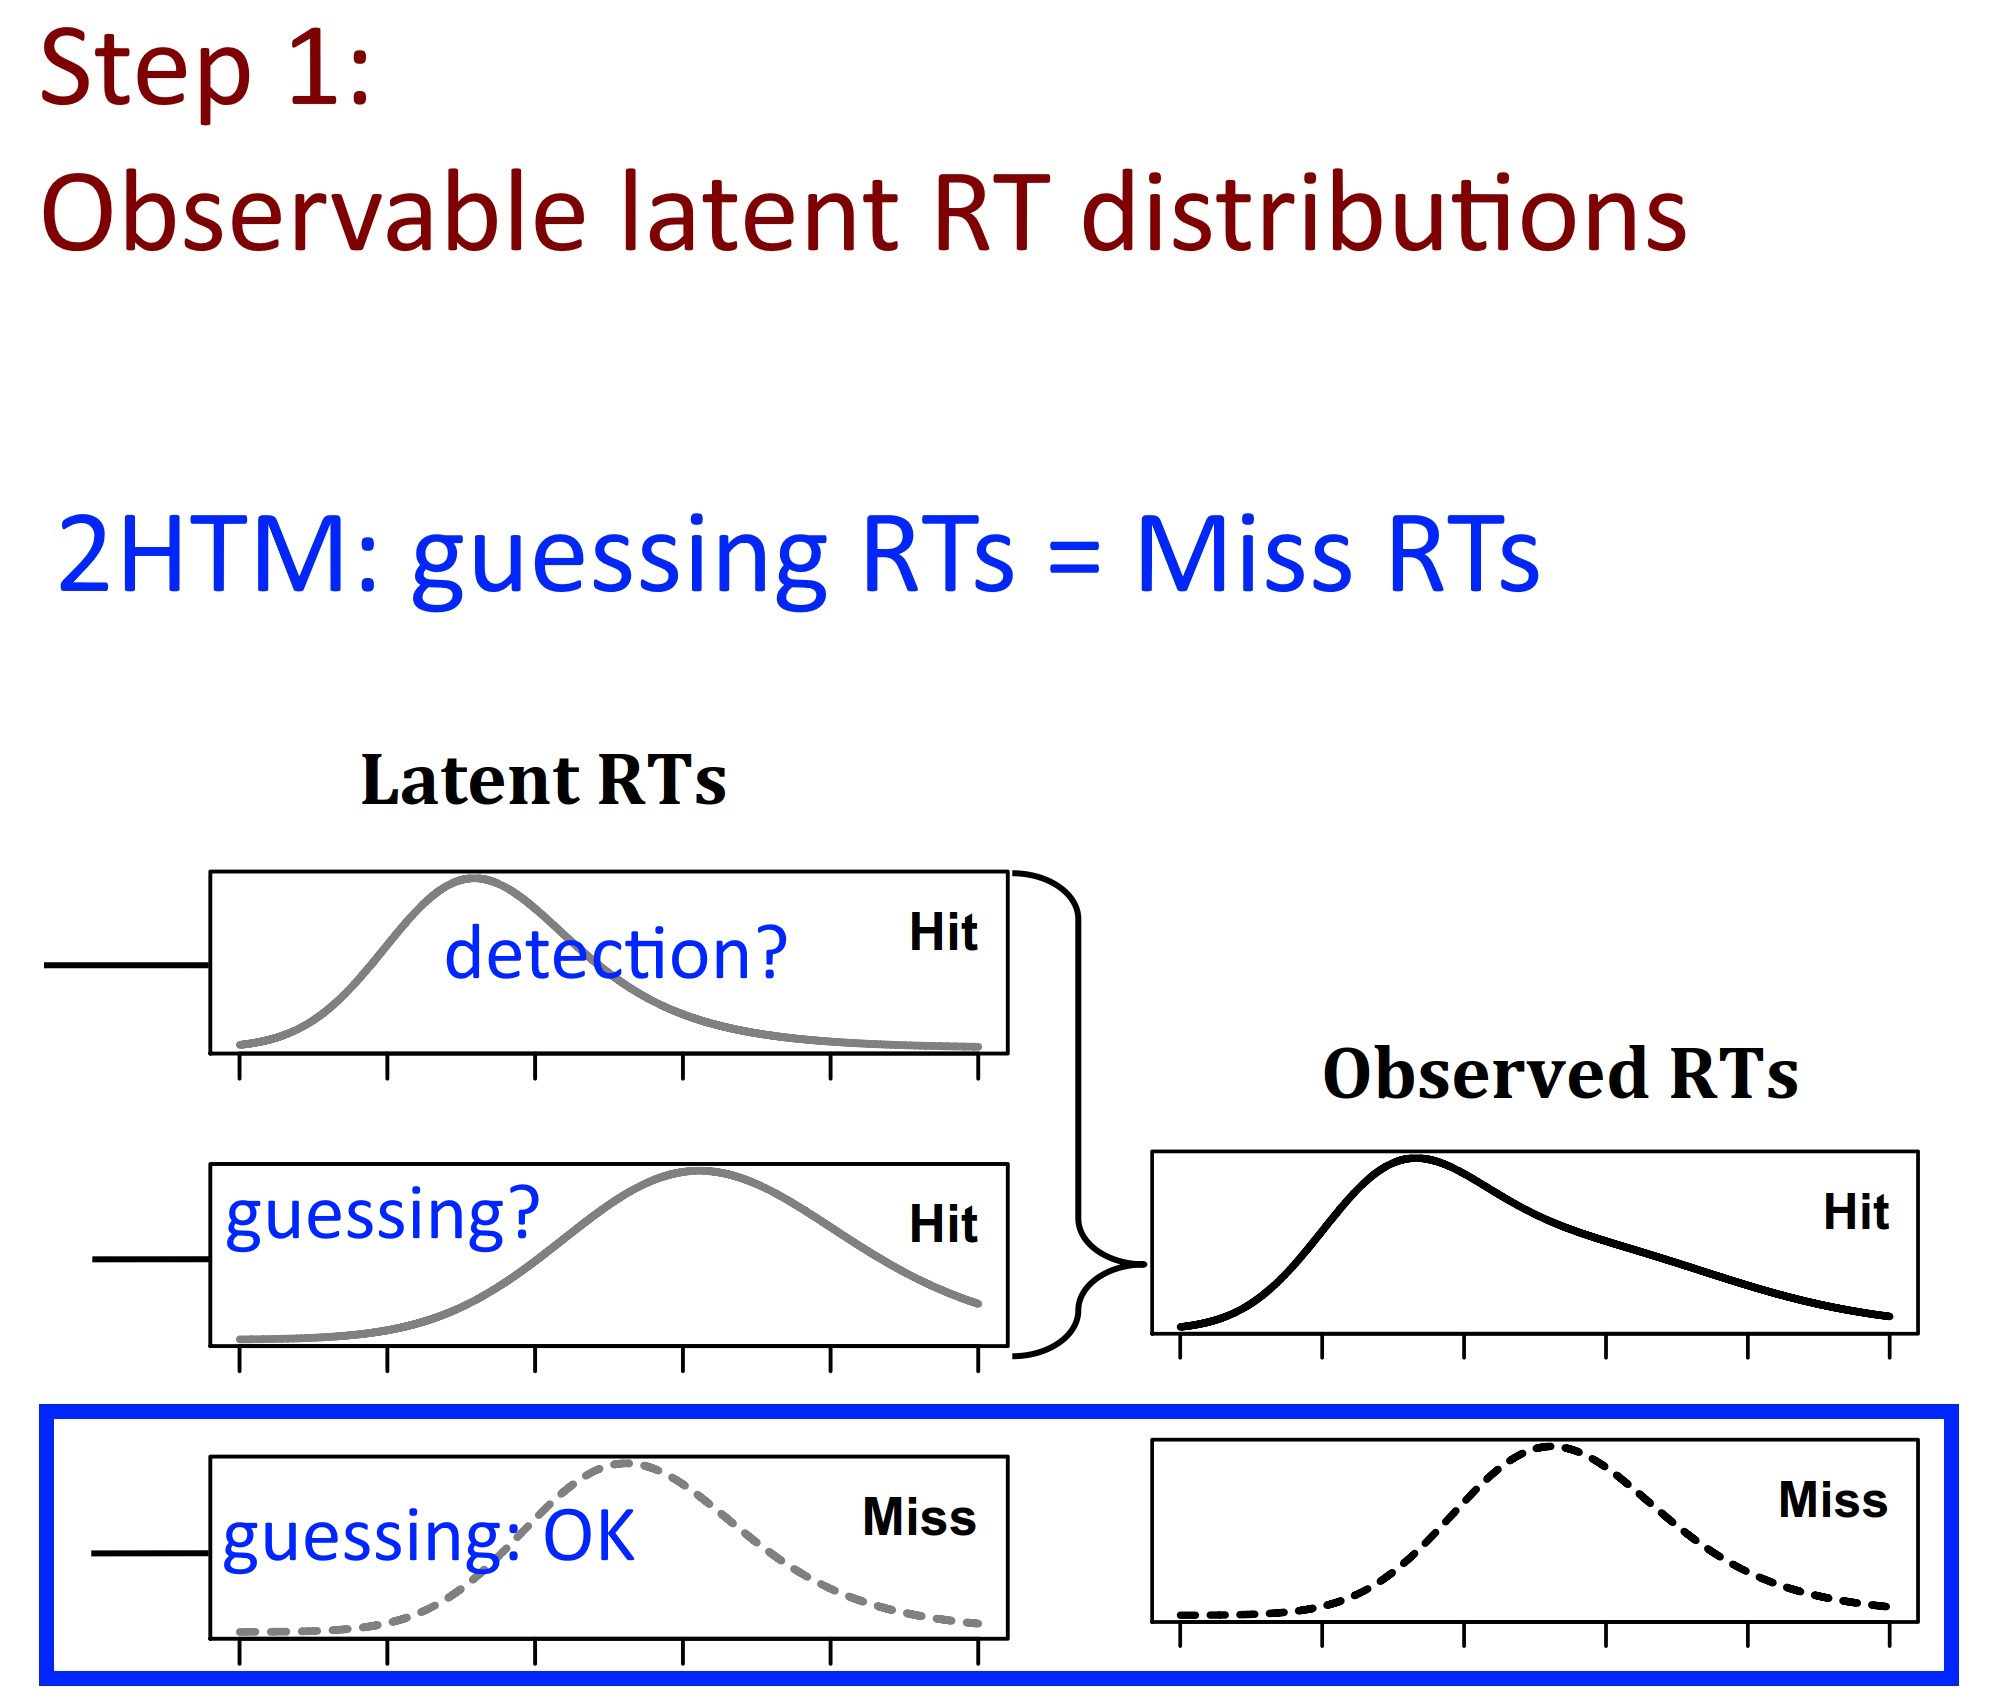 Step 1:
Observable latent RT distributions
2HTM: guessing RTs = Miss RTs
Latent RTs
detection?
Hit
Observed RTs
guessing?
Hit
Hit
guessing: OK
Miss
Miss